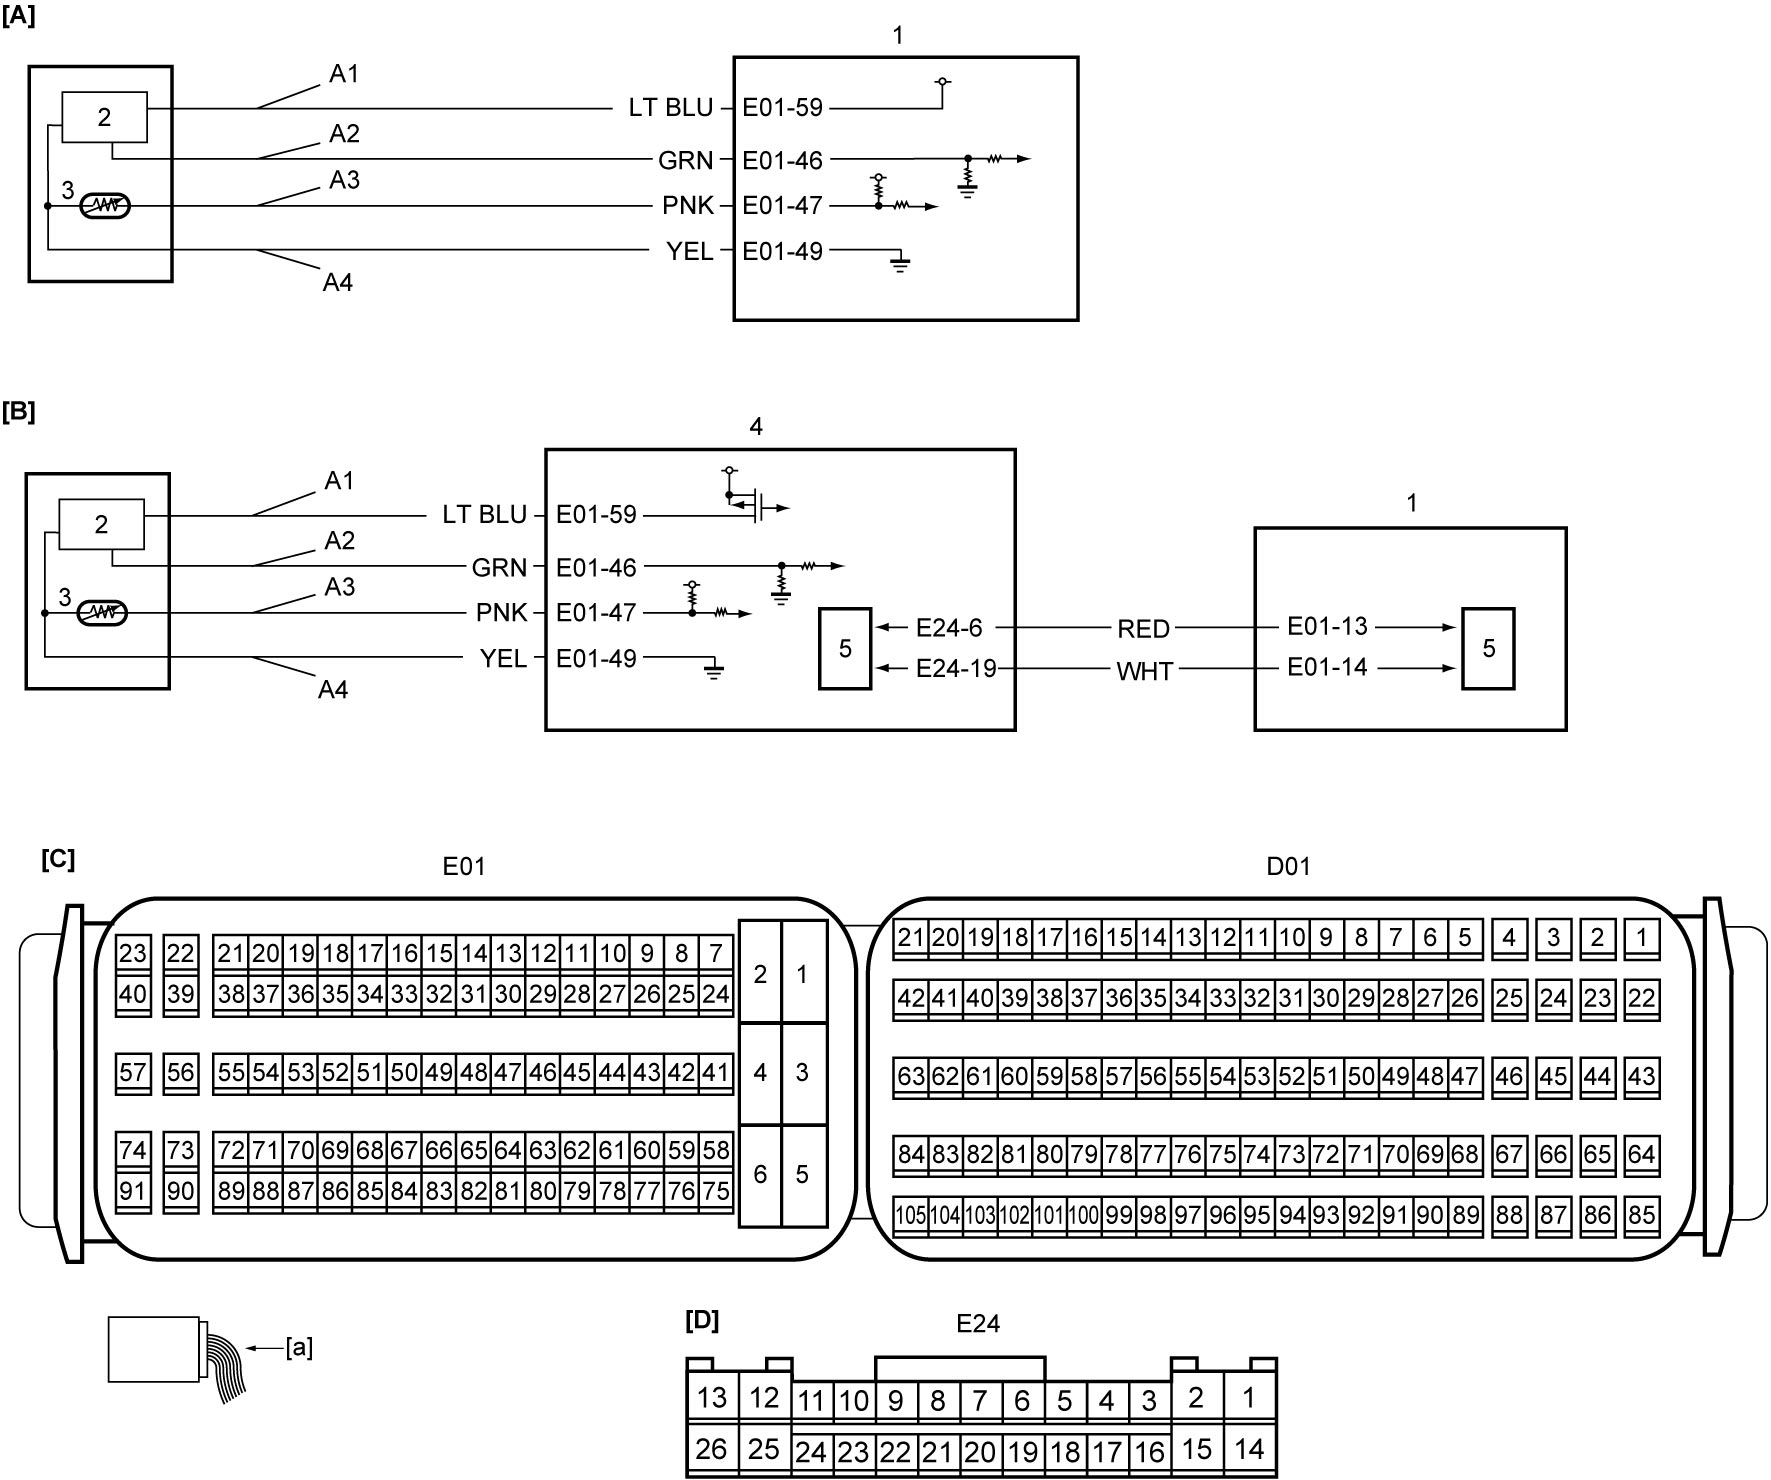 [A]
1
A1
2
LT BLU E01-59
A2
GRN E01-46
A3
3
PNK E01-47
YEL E01-49
A4
[B]
4
A1
1
2
LT BLU E01-59
A2
GRN E01-46
A3
3
PNK E01-47
5 E24-6 RED E01-13 5
YEL E01-49
E24-19 WHT E01-14
A4
[C]
E01
23 22 21 20 19 18 17 16 15 14 13 12 11 10 9 8 7
2 1
40 39 38 37 36 35 34 33 32 31 30 29 28 27 26 25 24
57 56 55 54 53 52 51 50 49 48 47 46 45 44 43 42 41 4 3
74 73 72 71 70 69 68 67 66 65 64 63 62 61 60 59 58
6 5
91 90 89 88 87 86 85 84 83 82 81 80 79 78 77 76 75
D01
21 20 19 18 17 16 15 14 13 12 11 10 9 8 7 6 5 4 3 2 1
42 41 40 39 38 37 36 35 34 33 32 31 30 29 28 27 26 25 24 23 22
63 62 61 60 59 58 57 56 55 54 53 52 51 50 49 48 47 46 45 44 43
84 83 82 81 80 79 78 77 76 75 74 73 72 71 70 69 68 67 66 65 64
105 104 103 102 101 100 99 98 97 96 95 94 93 92 91 90 89 88 87 86 85
[a]
[D]
E24
13 12 11 10 9 8 7 6 5 4 3 2 1
26 25 24 23 22 21 20 19 18 17 16 15 14